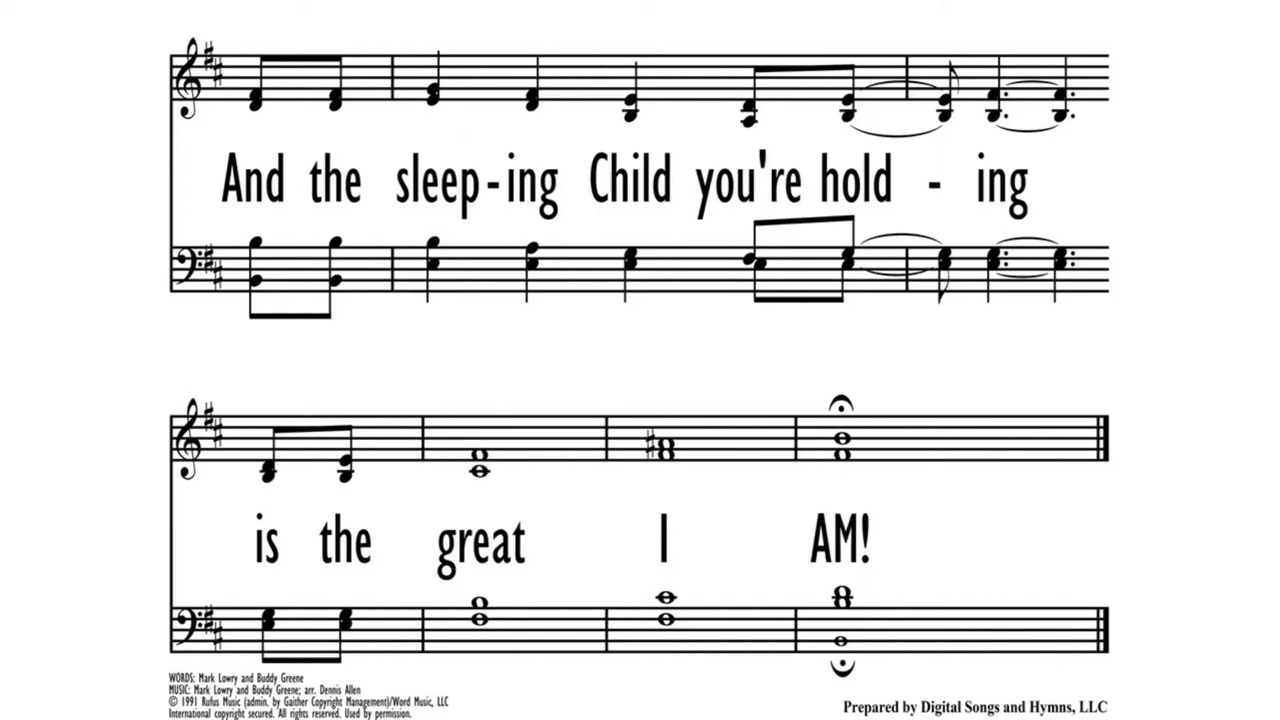 And the sleep-ing Child you're hold - ing
is the great I AM!
WORDS: Mark Lowry and Buddy Greene
MUSIC: Mark Lowry and Buddy Greene; arr. Dennis Allen
© 1991 Rufus Music (admin. by Gaither Copyright Management)/Word Music, LLC
International copyright secured. All rights reserved. Used by permission.
Prepared by Digital Songs and Hymns, LLC